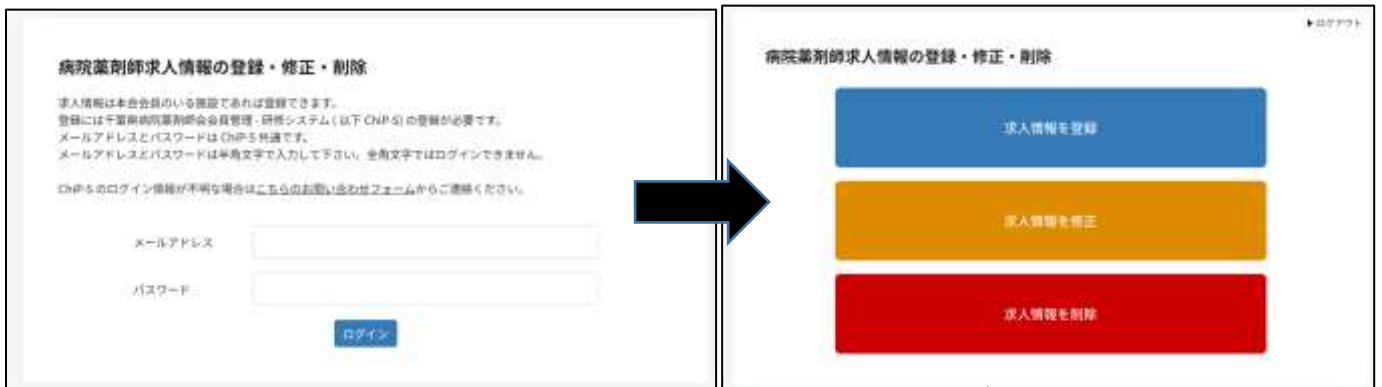 病院薬剤師求人情報の登録・修正・削除
求人情報は本会会員のいる施設であれば登録できます。
登録には千葉県病院薬剤師会会員管理・研修システム(以下 ChiP-S) の登録が必要です。
メールアドレスとパスワードは ChiP-S 共通です。
メールアドレスとパスワードは半角文字で入力して下さい。全角文字ではログインできません。
ChiP-S のログイン情報が不明な場合はこちらのお問い合わせフォームからご連絡ください。
メールアドレス
パスワード
ログイン
▶ログアウト
病院薬剤師求人情報の登録・修正・削除
求人情報を登録
求人情報を修正
求人情報を削除